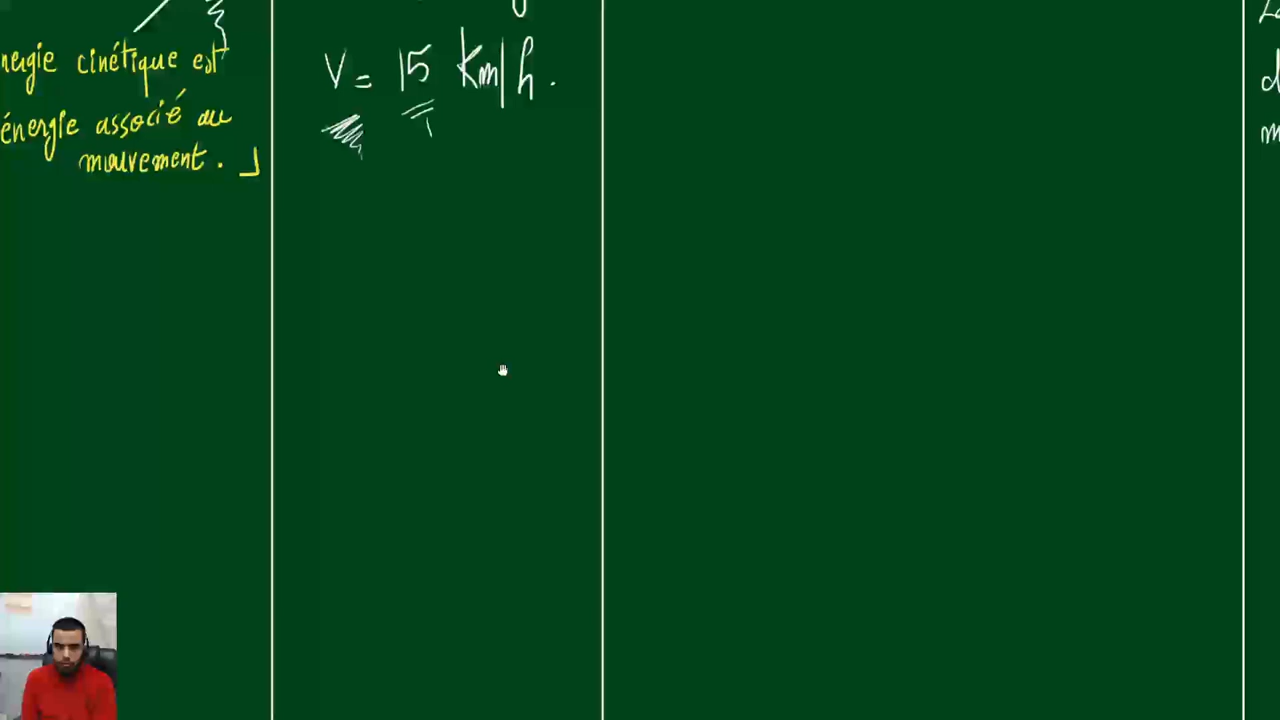 nergie cinétique est
énergie associé au
mouvement.
V = 15 Km/h.